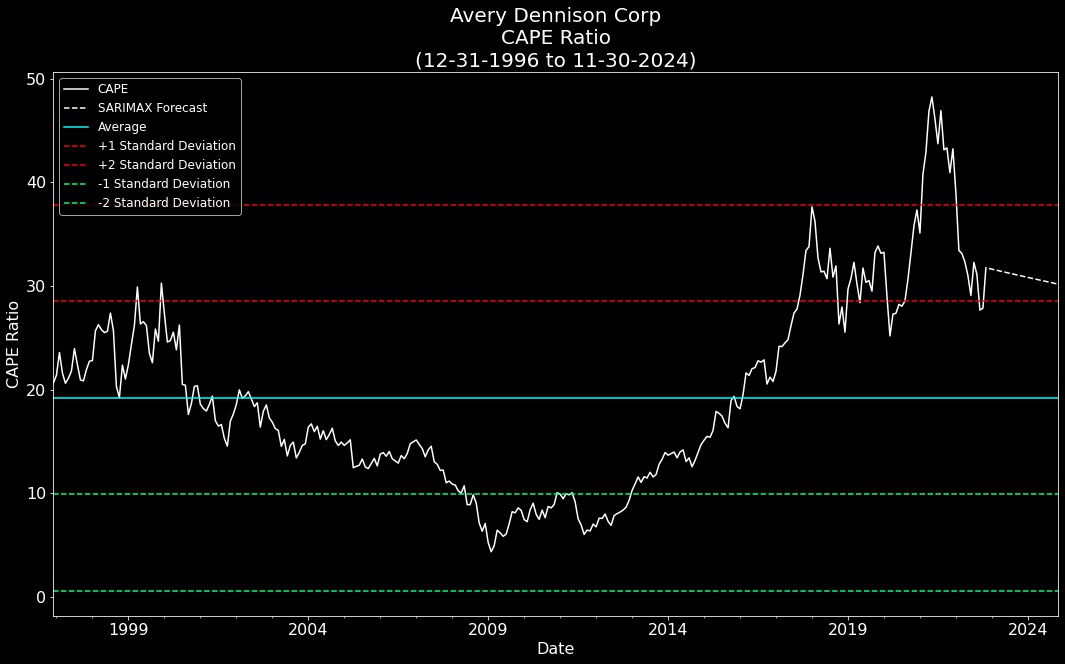 Avery Dennison Corp
CAPE Ratio
(12-31-1996 to 11-30-2024)
50
40
30
20
10
0
CAPE Ratio
CAPE
SARIMAX Forecast
Average
+1 Standard Deviation
+2 Standard Deviation
-1 Standard Deviation
-2 Standard Deviation
1999
2004
2009
2014
2019
2024
Date